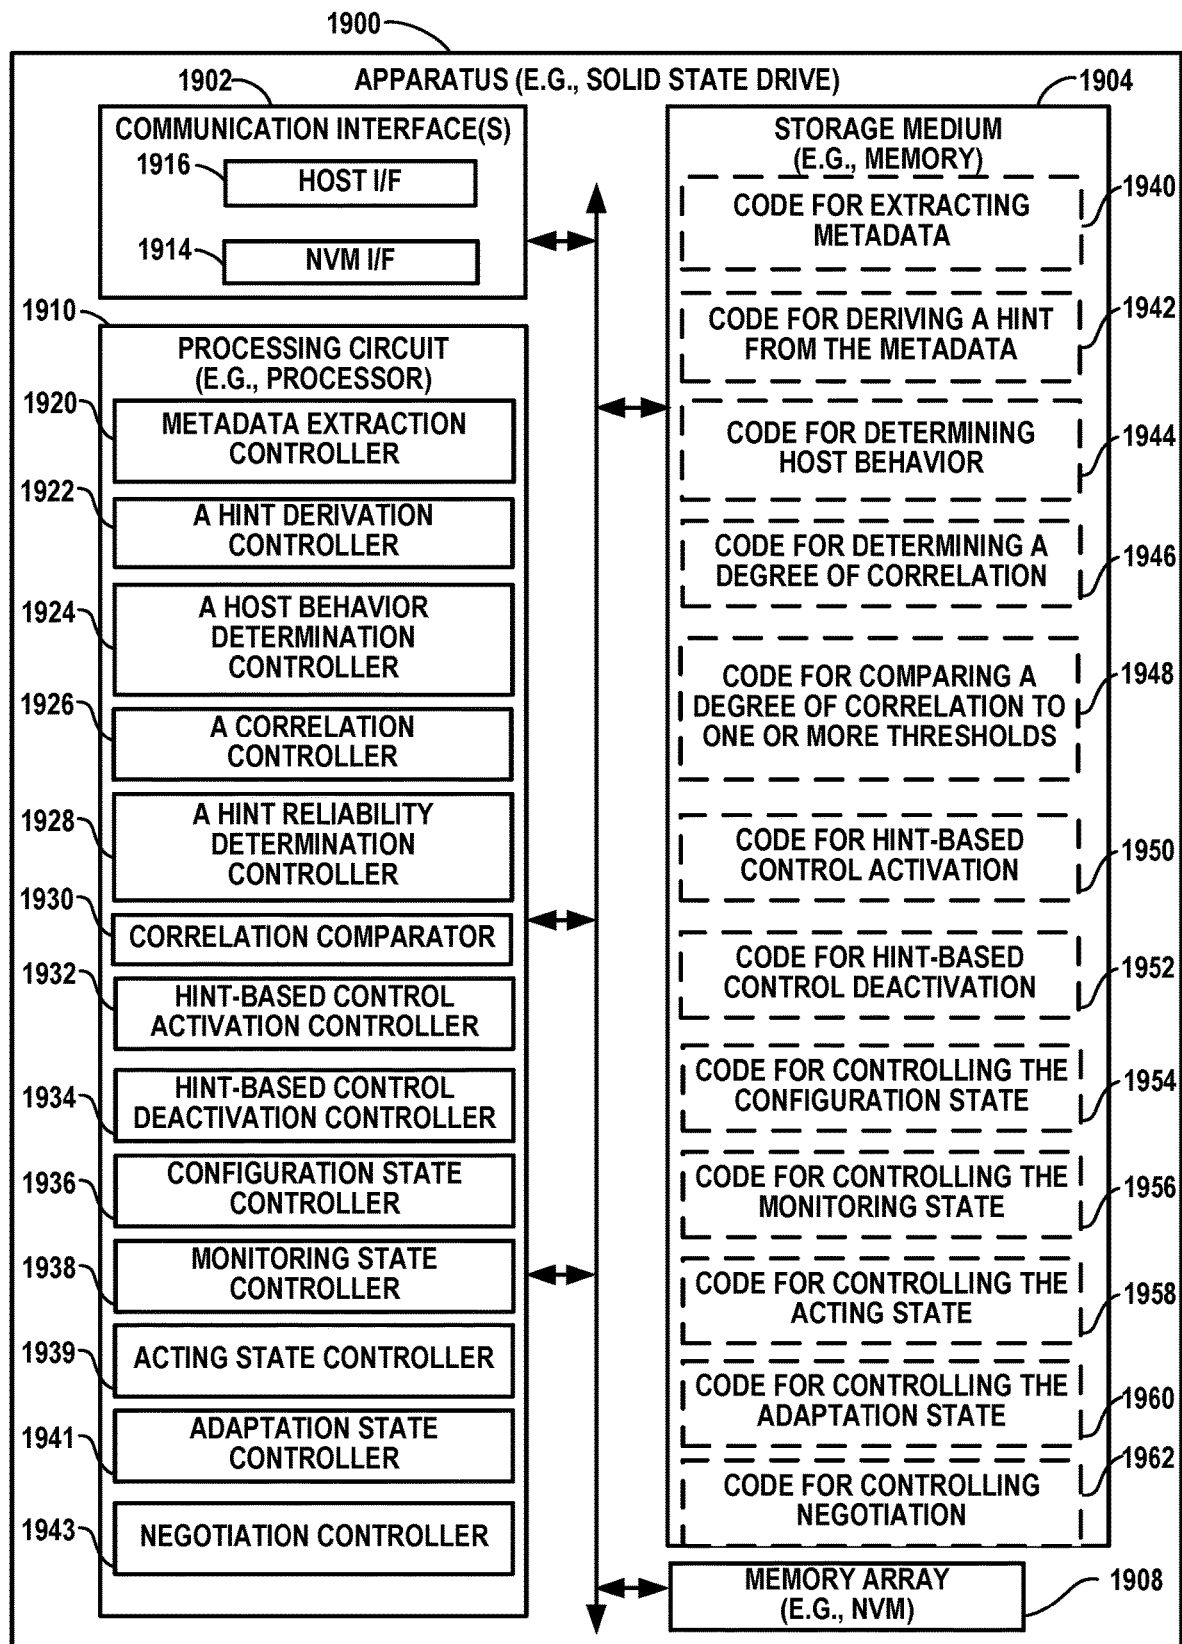 1900
APPARATUS (E.G., SOLID STATE DRIVE)
1902
COMMUNICATION INTERFACE(S)
1916
HOST I/F
1914
NVM I/F
1910
PROCESSING CIRCUIT
(E.G., PROCESSOR)
1920
METADATA EXTRACTION
CONTROLLER
1922
A HINT DERIVATION
CONTROLLER
1924
A HOST BEHAVIOR
DETERMINATION
CONTROLLER
1926
A CORRELATION
CONTROLLER
1928
A HINT RELIABILITY
DETERMINATION
CONTROLLER
1930
CORRELATION COMPARATOR
1932
HINT-BASED CONTROL
ACTIVATION CONTROLLER
1934
HINT-BASED CONTROL
DEACTIVATION CONTROLLER
1936
CONFIGURATION STATE
CONTROLLER
1938
MONITORING STATE
CONTROLLER
1939
ACTING STATE CONTROLLER
1941
ADAPTATION STATE
CONTROLLER
1943
NEGOTIATION CONTROLLER
1904
STORAGE MEDIUM
(E.G., MEMORY)
1940
CODE FOR EXTRACTING
METADATA
1942
CODE FOR DERIVING A HINT
FROM THE METADATA
CODE FOR DETERMINING
HOST BEHAVIOR
1944
CODE FOR DETERMINING A
DEGREE OF CORRELATION
1946
CODE FOR COMPARING A
DEGREE OF CORRELATION TO
ONE OR MORE THRESHOLDS
1948
CODE FOR HINT-BASED
CONTROL ACTIVATION
1950
CODE FOR HINT-BASED
CONTROL DEACTIVATION
1952
CODE FOR CONTROLLING THE
CONFIGURATION STATE
1954
CODE FOR CONTROLLING THE
MONITORING STATE
1956
CODE FOR CONTROLLING THE
ACTING STATE
1958
CODE FOR CONTROLLING THE
ADAPTATION STATE
1960
1962
CODE FOR CONTROLLING
NEGOTIATION
MEMORY ARRAY
(E.G., NVM)
1908